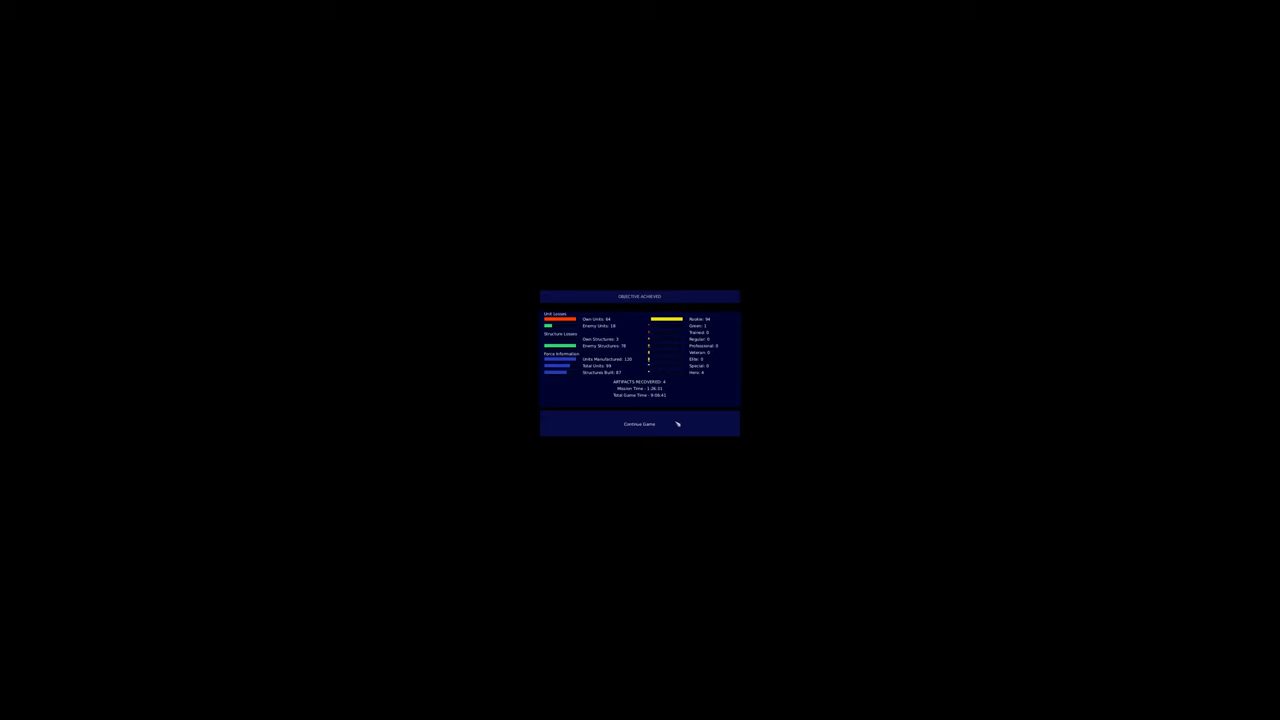 OBJECTIVE ACHIEVED
Unit Losses
Own Units: 64
Enemy Units: 18
Structure Losses
Own Structures: 3
Enemy Structures: 78
Force Information
Units Manufactured: 120
Total Units: 99
Structures Built: 87
Rookie: 94
Green: 1
Trained: 0
Regular: 0
Professional: 0
Veteran: 0
Elite: 0
Special: 0
Hero: 4
ARTIFACTS RECOVERED: 4
Mission Time - 1:26:31
Total Game Time - 9:06:41
Continue Game